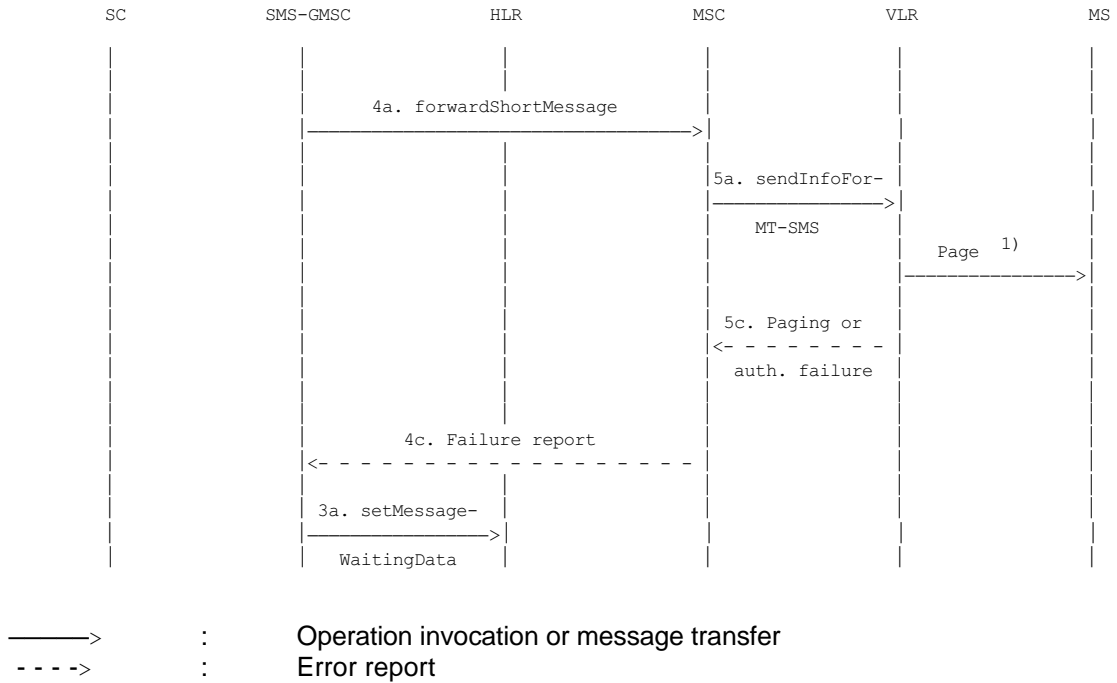 SC SMS-GMSC HLR MSC VLR MS
4a. forwardShortMessage
5a. sendInfoFor-
MT-SMS
Page 1)
5c. Paging or
auth. failure
4c. Failure report
3a. setMessage-
WaitingData
: Operation invocation or message transfer
: Error report